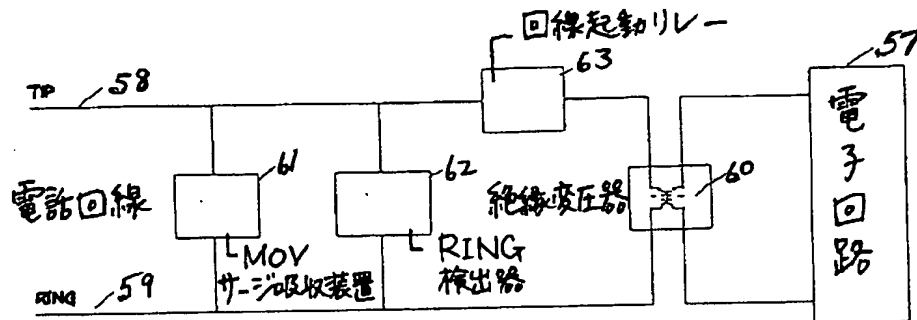 回線起動リレー
63
57
TIP
58
電子回路
61
62
60
電話回線
絶縁変圧器
MOV
サージ吸収装置
RING
検出器
RING
59